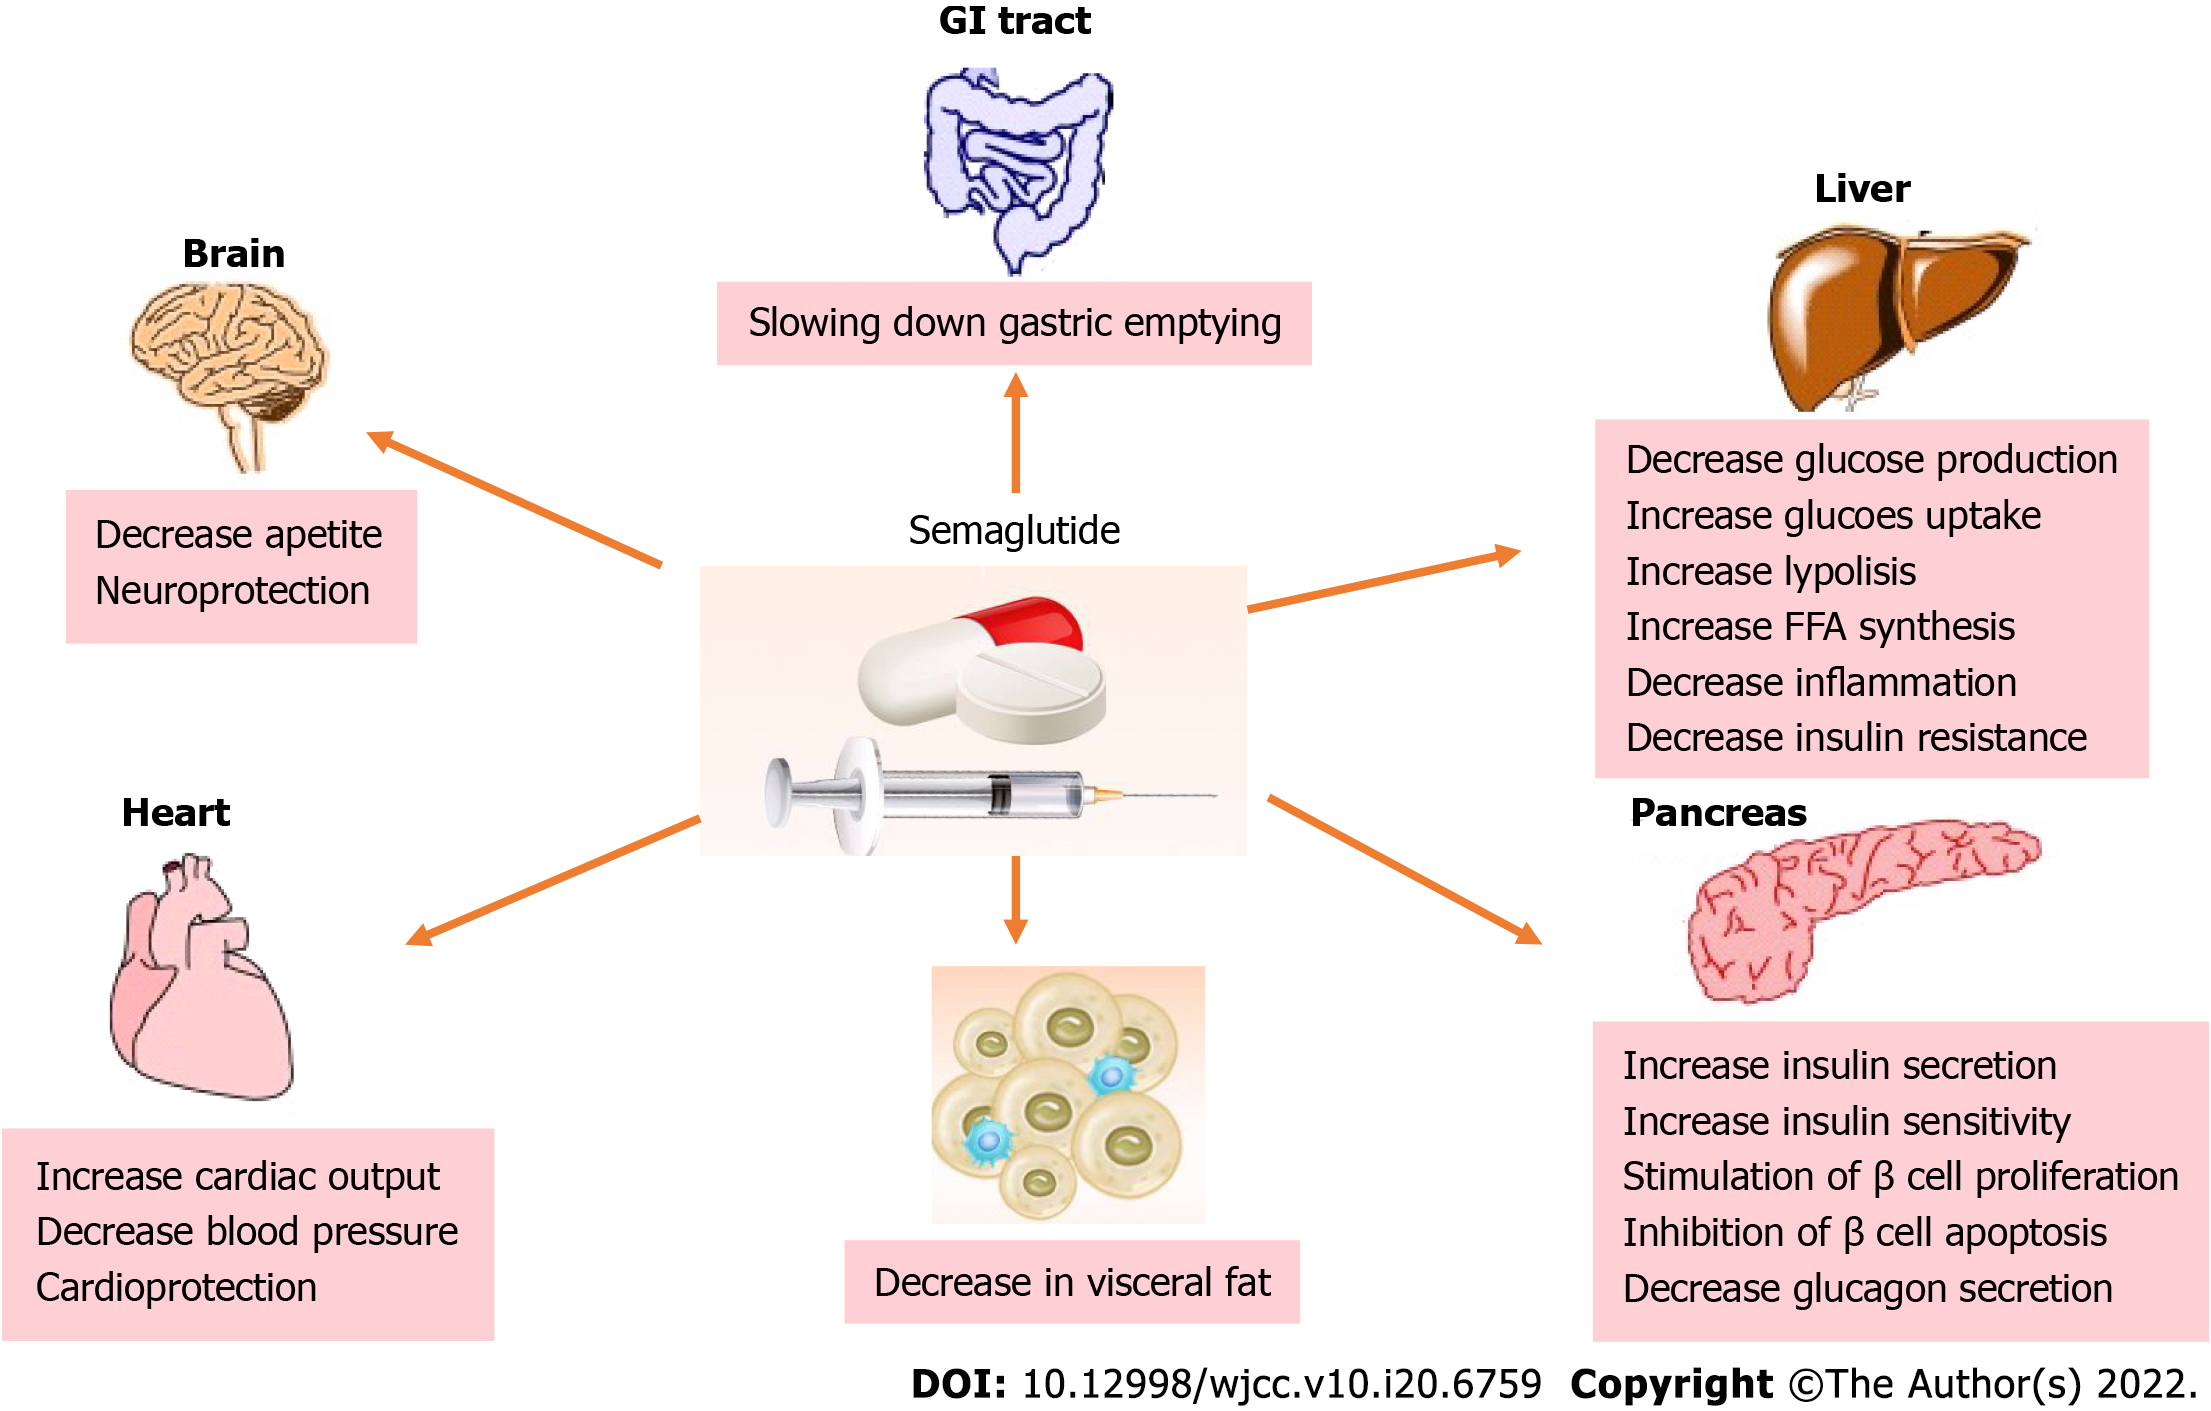 GI tract
Slowing down gastric emptying
Brain
Decrease apetite
Neuroprotection
Liver
Decrease glucose production
Increase glucoes uptake
Increase lypolisis
Increase FFA synthesis
Decrease inflammation
Decrease insulin resistance
Semaglutide
Heart
Increase cardiac output
Decrease blood pressure
Cardioprotection
Decrease in visceral fat
Pancreas
Increase insulin secretion
Increase insulin sensitivity
Stimulation of β cell proliferation
Inhibition of β cell apoptosis
Decrease glucagon secretion
DOI: 10.12998/wjcc.v10.i20.6759 Copyright ©The Author(s) 2022.